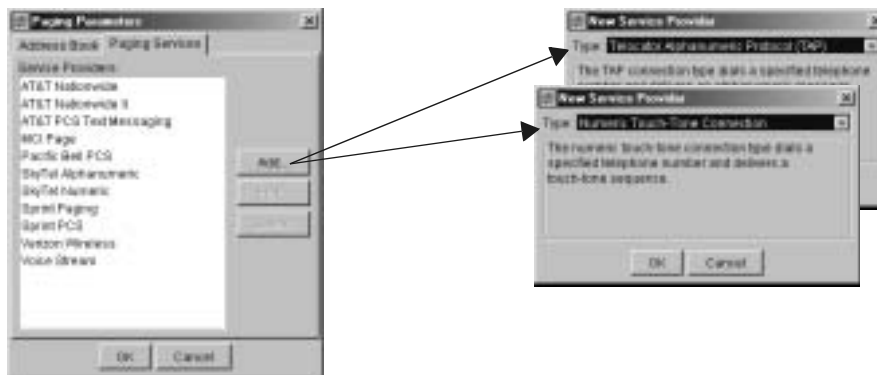 Paging Parameters
Address Book
Paging Services
Service Providers:
AT&T Nationwide
AT&T Nationwide II
AT&T PCS Text Messaging
MCI Page
Pacific Bell PCS
SkyTel Alphanumeric
SkyTel Numeric
Sprint Paging
Sprint PCS
Verizon Wireless
Voice Stream
Add...
OK
Cancel
New Service Provider
Type: Telocator Alphanumeric Protocol (TAP)
The TAP connection type dials a specified telephone
New Service Provider
Type: Numeric Touch-Tone Connection
The numeric touch-tone connection type dials a
specified telephone number and delivers a
touch-tone sequence.
OK
Cancel